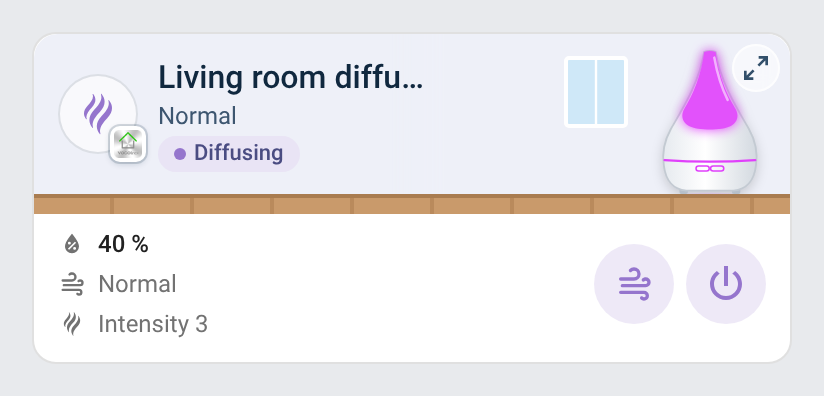 Living room diffu...
Normal
Diffusing
40 %
Normal
Intensity 3